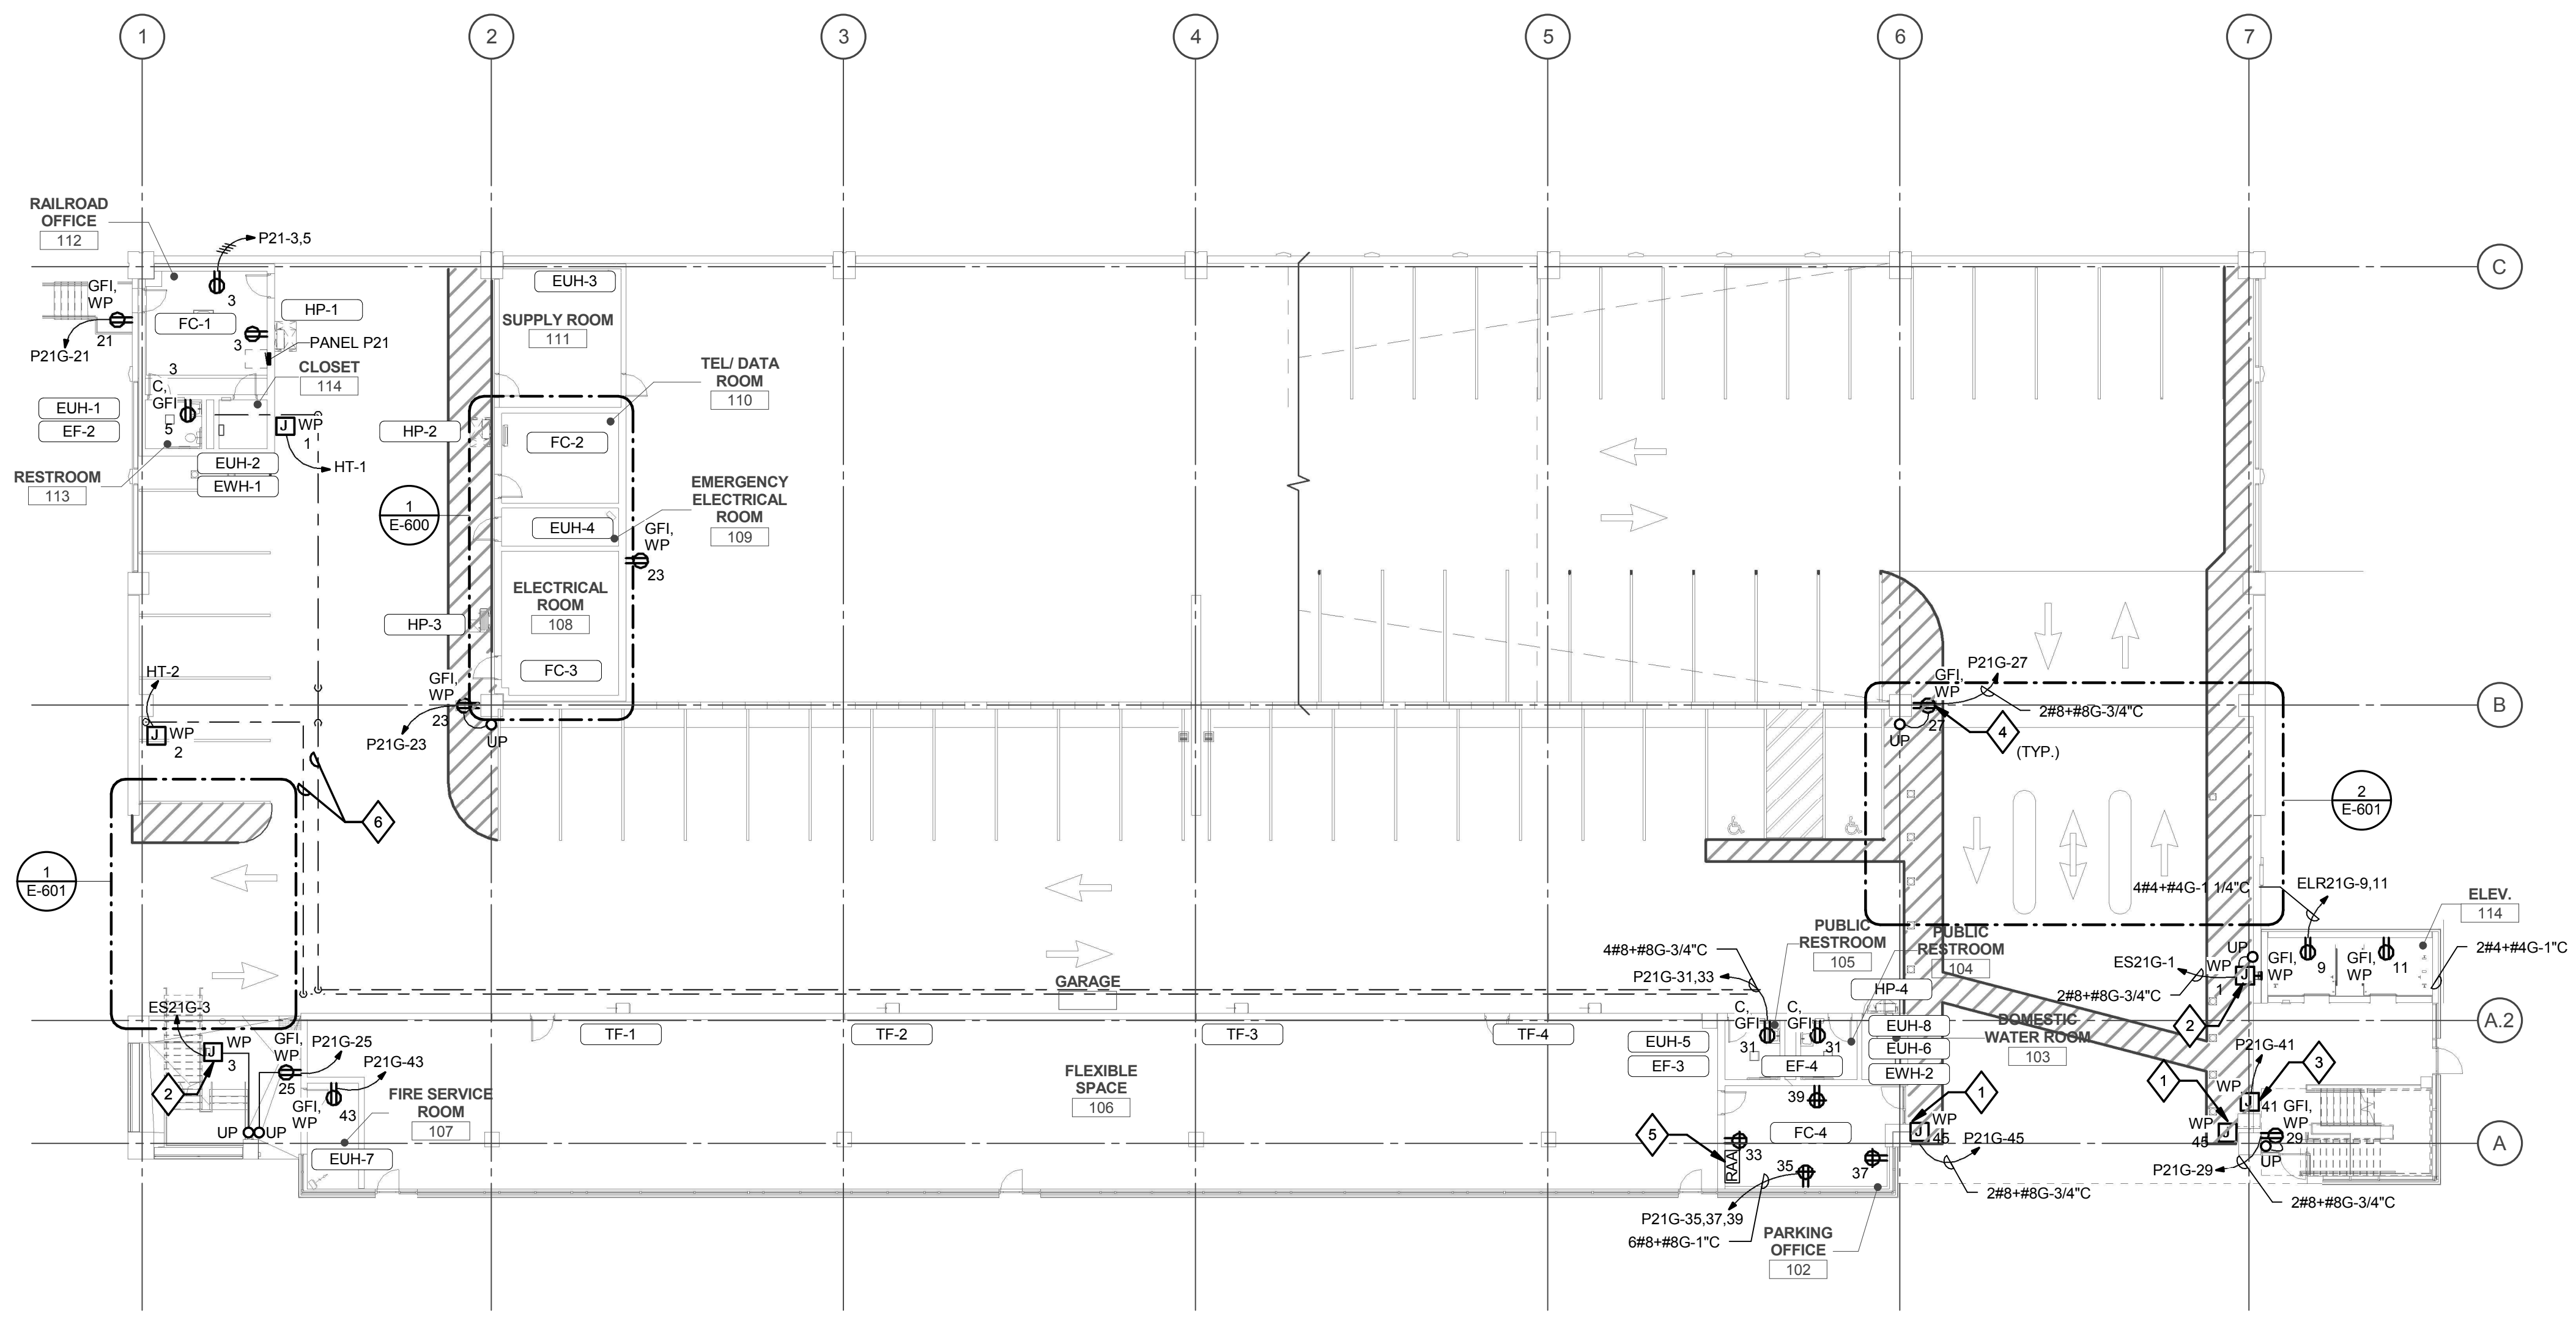 1
2
3
4
5
6
7
RAILROAD
OFFICE
112
P21-3,5
GFI,
WP
21
P21G-21
3
FC-1
HP-1
3
PANEL P21
CLOSET
114
3
C,
GFI
5
EUH-1
EF-2
J
WP
1
HT-1
RESTROOM
113
EUH-2
EWH-1
EUH-3
SUPPLY ROOM
111
TEL/ DATA
ROOM
110
HP-2
FC-2
1
E-600
EUH-4
EMERGENCY
ELECTRICAL
ROOM
109
GFI,
WP
23
ELECTRICAL
ROOM
108
HP-3
FC-3
C
HT-2
J
WP
2
GFI,
WP
23
P21G-23
UP
P21G-27
GFI,
WP
27
2#8+#8G-3/4"C
UP
4
(TYP.)
B
6
1
E-601
2
E-601
4#4+#4G-1 1/4"C
ELR21G-9,11
ELEV.
114
2#4+#4G-1"C
UP
GFI,
WP
9
GFI,
WP
11
ES21G-1
WP
J
1
2#8+#8G-3/4"C
2
4#8+#8G-3/4"C
P21G-31,33
PUBLIC
RESTROOM
105
PUBLIC
RESTROOM
104
HP-4
GARAGE
ES21G-3
J
WP
3
2
GFI,
WP
25
P21G-25
P21G-43
GFI,
WP
43
UP
UP
FIRE SERVICE
ROOM
107
EUH-7
TF-1
TF-2
TF-3
TF-4
FLEXIBLE
SPACE
106
EUH-5
EF-3
C,
GFI
31
C,
GFI
31
EF-4
EUH-8
EUH-6
EWH-2
DOMESTIC
WATER ROOM
103
A.2
39
FC-4
5
33
RAA
35
37
P21G-35,37,39
6#8+#8G-1"C
PARKING
OFFICE
102
1
J
WP
45
P21G-45
2#8+#8G-3/4"C
P21G-41
3
1
WP
J
41
WP
45
J
GFI,
WP
29
UP
P21G-29
2#8+#8G-3/4"C
A